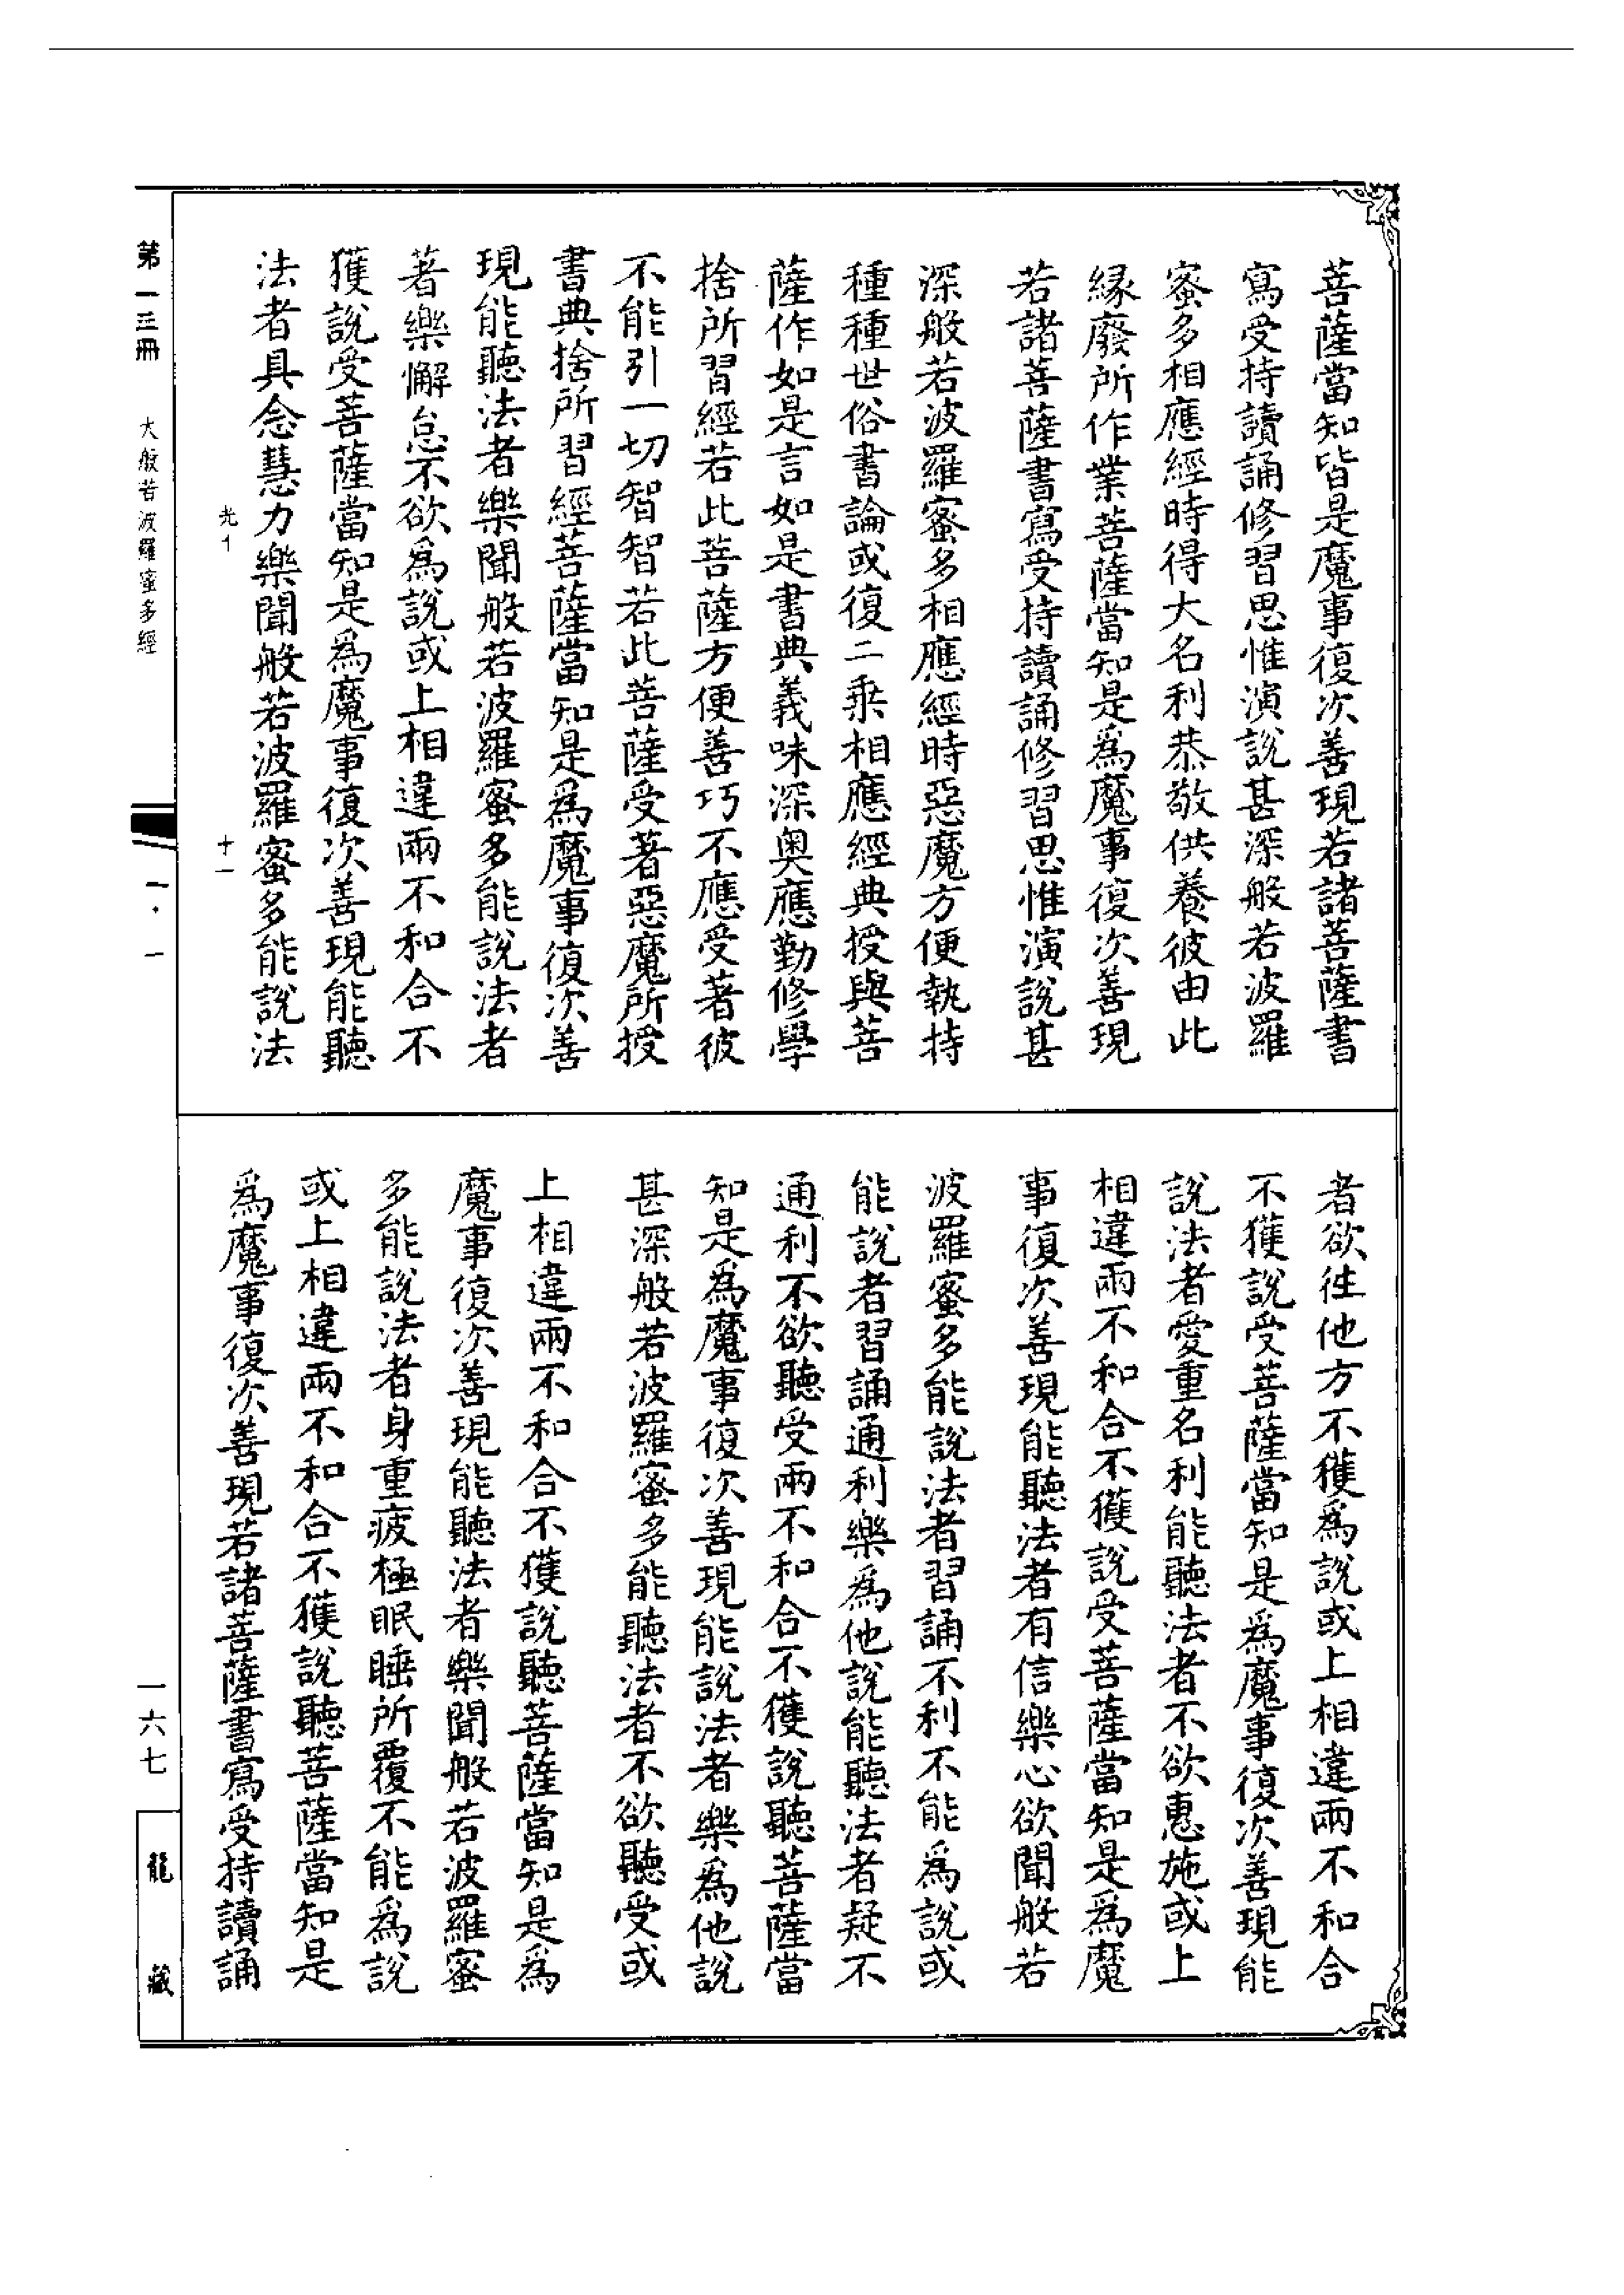 菩薩當知皆是魔事復次善現若諸菩薩書
寫受持讀誦修習思惟演說甚深般若波羅
蜜多相應經時得大名利恭敬供養彼由此
緣廢所作業菩薩當知是爲魔事復次善現
若諸菩薩書寫受持讀誦修習思惟演說甚
深般若波羅蜜多相應經時惡魔方便執持
種種世俗書論或復二乘相應經典授與菩
薩作如是言如是書典義味深奧應勤修學
捨所習經若此菩薩方便善巧不應受著彼
不能引一切智智若此菩薩受著惡魔所授
書典捨所習經菩薩當知是爲魔事復次善
現能聽法者樂聞般若波羅蜜多能說法者
著樂懈怠不欲爲說或上相違兩不和合不
獲說受菩薩當知是爲魔事復次善現能聽
法者具念慧力樂聞般若波羅蜜多能說法
者欲往他方不獲爲說或上相違兩不和合
不獲說受菩薩當知是爲魔事復次善現能
說法者愛重名利能聽法者不欲惠施或上
相違兩不和合不獲說受菩薩當知是爲魔
事復次善現能聽法者有信樂心欲聞般若
波羅蜜多能說法者習誦不利不能爲說或
能說者習誦通利樂爲他說能聽法者疑不
通利不欲聽受兩不和合不獲說聽菩薩當
知是爲魔事復次善現能說法者樂爲他說
甚深般若波羅蜜多能聽法者不欲聽受或
上相違兩不和合不獲說聽菩薩當知是爲
魔事復次善現能聽法者樂聞般若波羅蜜
多能說法者身重疲極眠睡所覆不能爲說
或上相違兩不和合不獲說聽菩薩當知是
爲魔事復次善現若諸菩薩書寫受持讀誦
光十
十一
第一三冊
大般若波羅蜜多經
一·一
一六七
龍藏